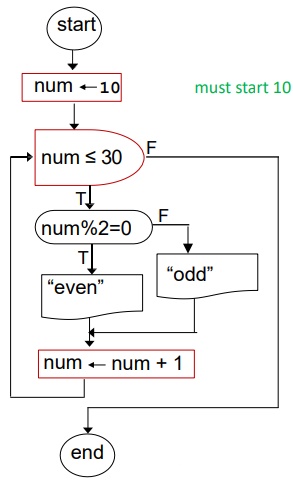 start
num ← 10
must start 10
num ≤ 30
F
T
num%2=0
F
T
“even”
“odd”
num ← num + 1
end